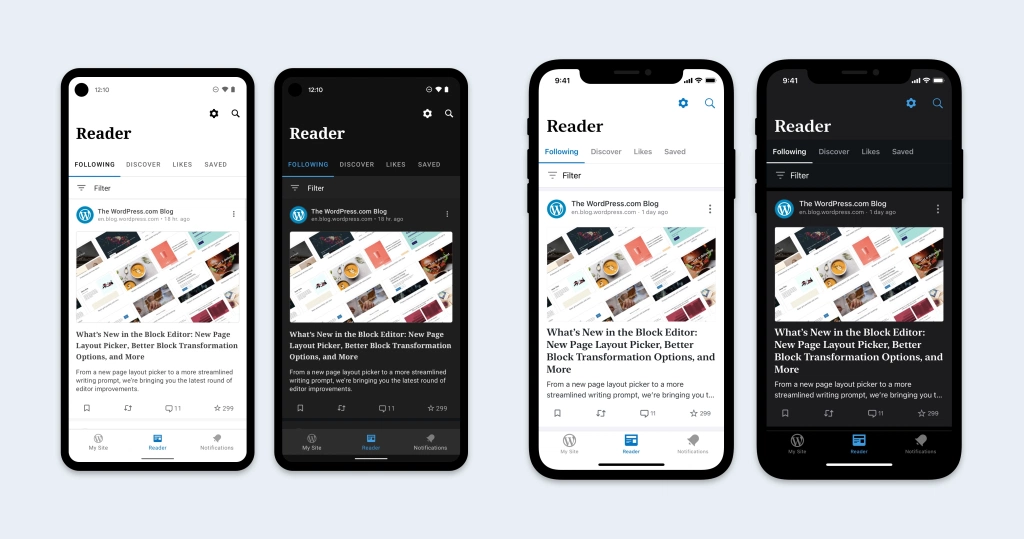 12:10
Reader
FOLLOWING DISCOVER LIKES SAVED
Filter
The WordPress.com Blog
en.blog.wordpress.com • 18 hr. ago
What's New in the Block Editor: New Page
Layout Picker, Better Block Transformation
Options, and More
From a new page layout picker to a more streamlined
writing prompt, we're bringing you the latest round of
editor improvements.
11 299
My Site Reader Notifications
12:10
Reader
FOLLOWING DISCOVER LIKES SAVED
Filter
The WordPress.com Blog
en.blog.wordpress.com • 18 hr. ago
What's New in the Block Editor: New Page
Layout Picker, Better Block Transformation
Options, and More
From a new page layout picker to a more streamlined
writing prompt, we're bringing you the latest round of
editor improvements.
11 299
My Site Reader Notifications
9:41
Reader
Following Discover Likes Saved
Filter
The WordPress.com Blog
en.blog.wordpress.com · 1 day ago
What's New in the Block Editor:
New Page Layout Picker, Better
Block Transformation Options, and
More
From a new page layout picker to a more
streamlined writing prompt, we're bringing you t...
11 299
My Site Reader Notifications
9:41
Reader
Following Discover Likes Saved
Filter
The WordPress.com Blog
en.blog.wordpress.com · 1 day ago
What's New in the Block Editor:
New Page Layout Picker, Better
Block Transformation Options, and
More
From a new page layout picker to a more
streamlined writing prompt, we're bringing you t...
11 299
My Site Reader Notifications